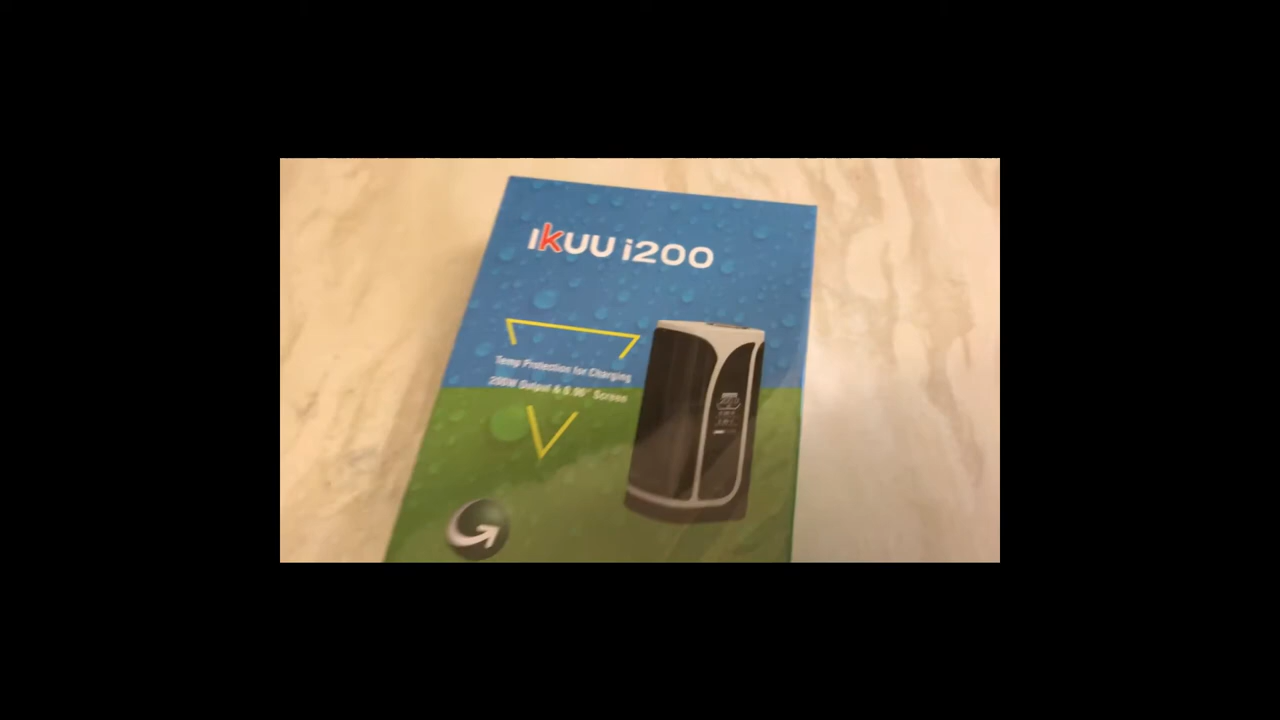 IkUU i200
Temp Protection for Charging
200W Output & 0.96" Screen